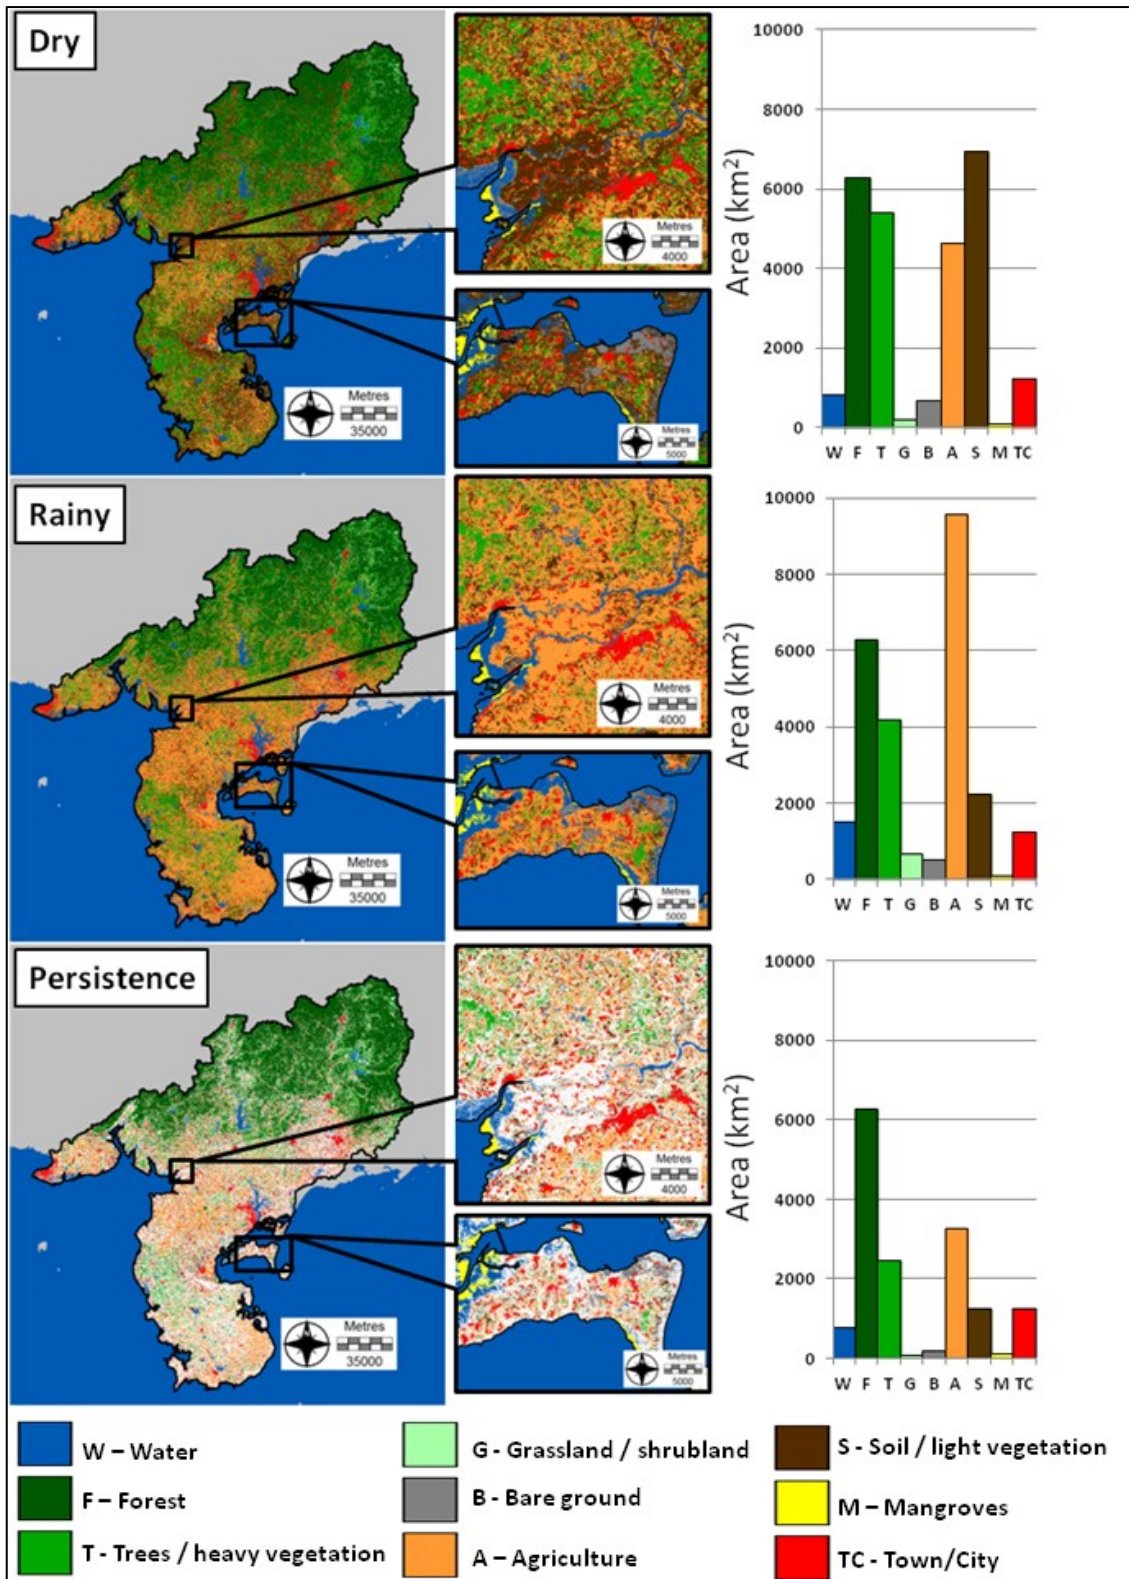 Dry
Metres
4000
Metres
35000
Metres
5000
Area (km²)
10000
8000
6000
4000
2000
0
W F T G B A S M TC
Rainy
Metres
4000
Metres
35000
Metres
5000
Area (km²)
10000
8000
6000
4000
2000
0
W F T G B A S M TC
Persistence
Metres
4000
Metres
35000
Metres
5000
Area (km²)
10000
8000
6000
4000
2000
0
W F T G B A S M TC
W – Water
G - Grassland / shrubland
S - Soil / light vegetation
F – Forest
B - Bare ground
M – Mangroves
T - Trees / heavy vegetation
A – Agriculture
TC - Town/City